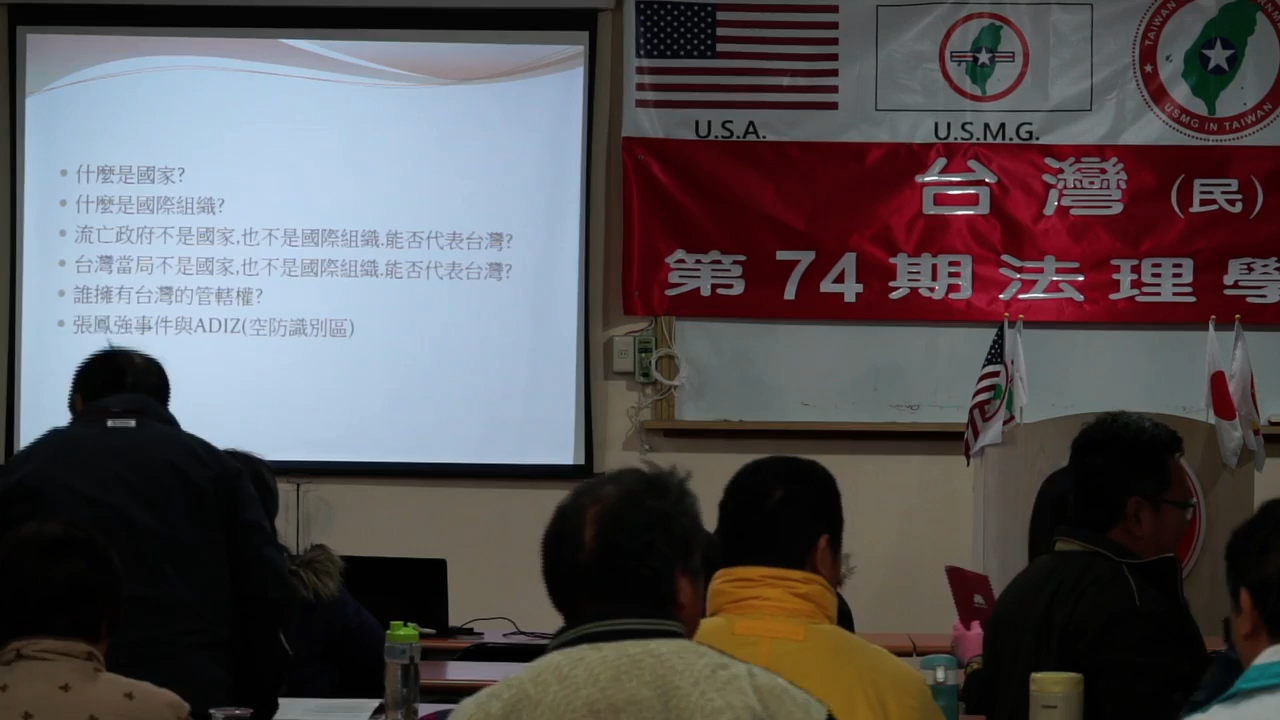 • 什麼是國家?
• 什麼是國際組織?
• 流亡政府不是國家,也不是國際組織,能否代表台灣?
• 台灣當局不是國家,也不是國際組織,能否代表台灣?
• 誰擁有台灣的管轄權?
• 張鳳強事件與ADIZ(空防識別區)
U.S.A.
U.S.M.G.
TAIWAN
USMG IN TAIWAN
台灣(民)
第74期法理學